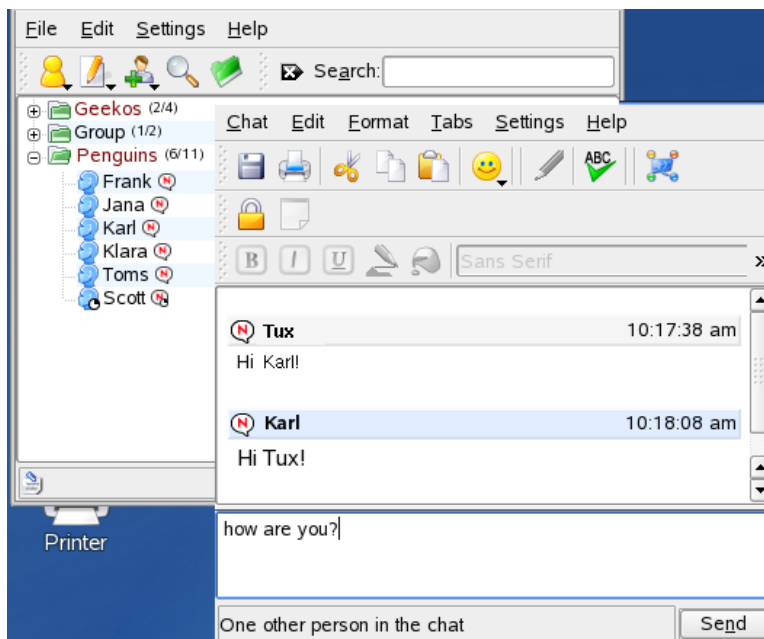 File Edit Settings Help
Search:
Geekos (2/4)
Group (1/2)
Penguins (6/11)
Frank N
Jana N
Karl N
Klara N
Toms N
Scott N
Chat Edit Format Tabs Settings Help
ABC
B I U Sans Serif »
N Tux 10:17:38 am
Hi Karl!
N Karl 10:18:08 am
Hi Tux!
how are you?
One other person in the chat Send
Printer